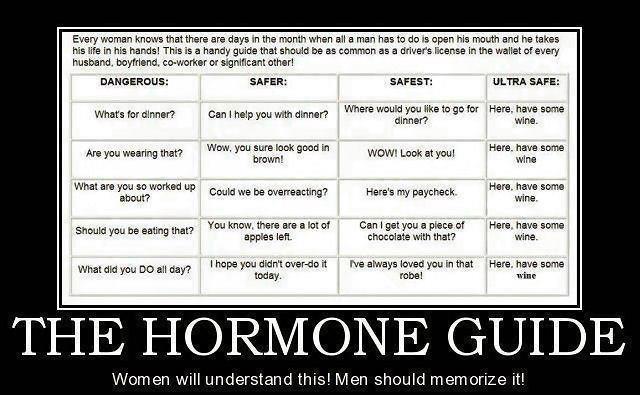 Every woman knows that there are days in the month when all a man has to do is open his mouth and he takes
his life in his hands! This is a handy guide that should be as common as a driver's license in the wallet of every
husband, boyfriend, co-worker or significant other!
DANGEROUS: SAFER: SAFEST: ULTRA SAFE:
What's for dinner? Can I help you with dinner? Where would you like to go for dinner? Here, have some wine.
Are you wearing that? Wow, you sure look good in brown! WOW! Look at you! Here, have some wine
What are you so worked up about? Could we be overreacting? Here's my paycheck. Here, have some wine.
Should you be eating that? You know, there are a lot of apples left. Can I get you a piece of chocolate with that? Here, have some wine.
What did you DO all day? I hope you didn't over-do it today. I've always loved you in that robe! Here, have some wine
THE HORMONE GUIDE
Women will understand this! Men should memorize it!